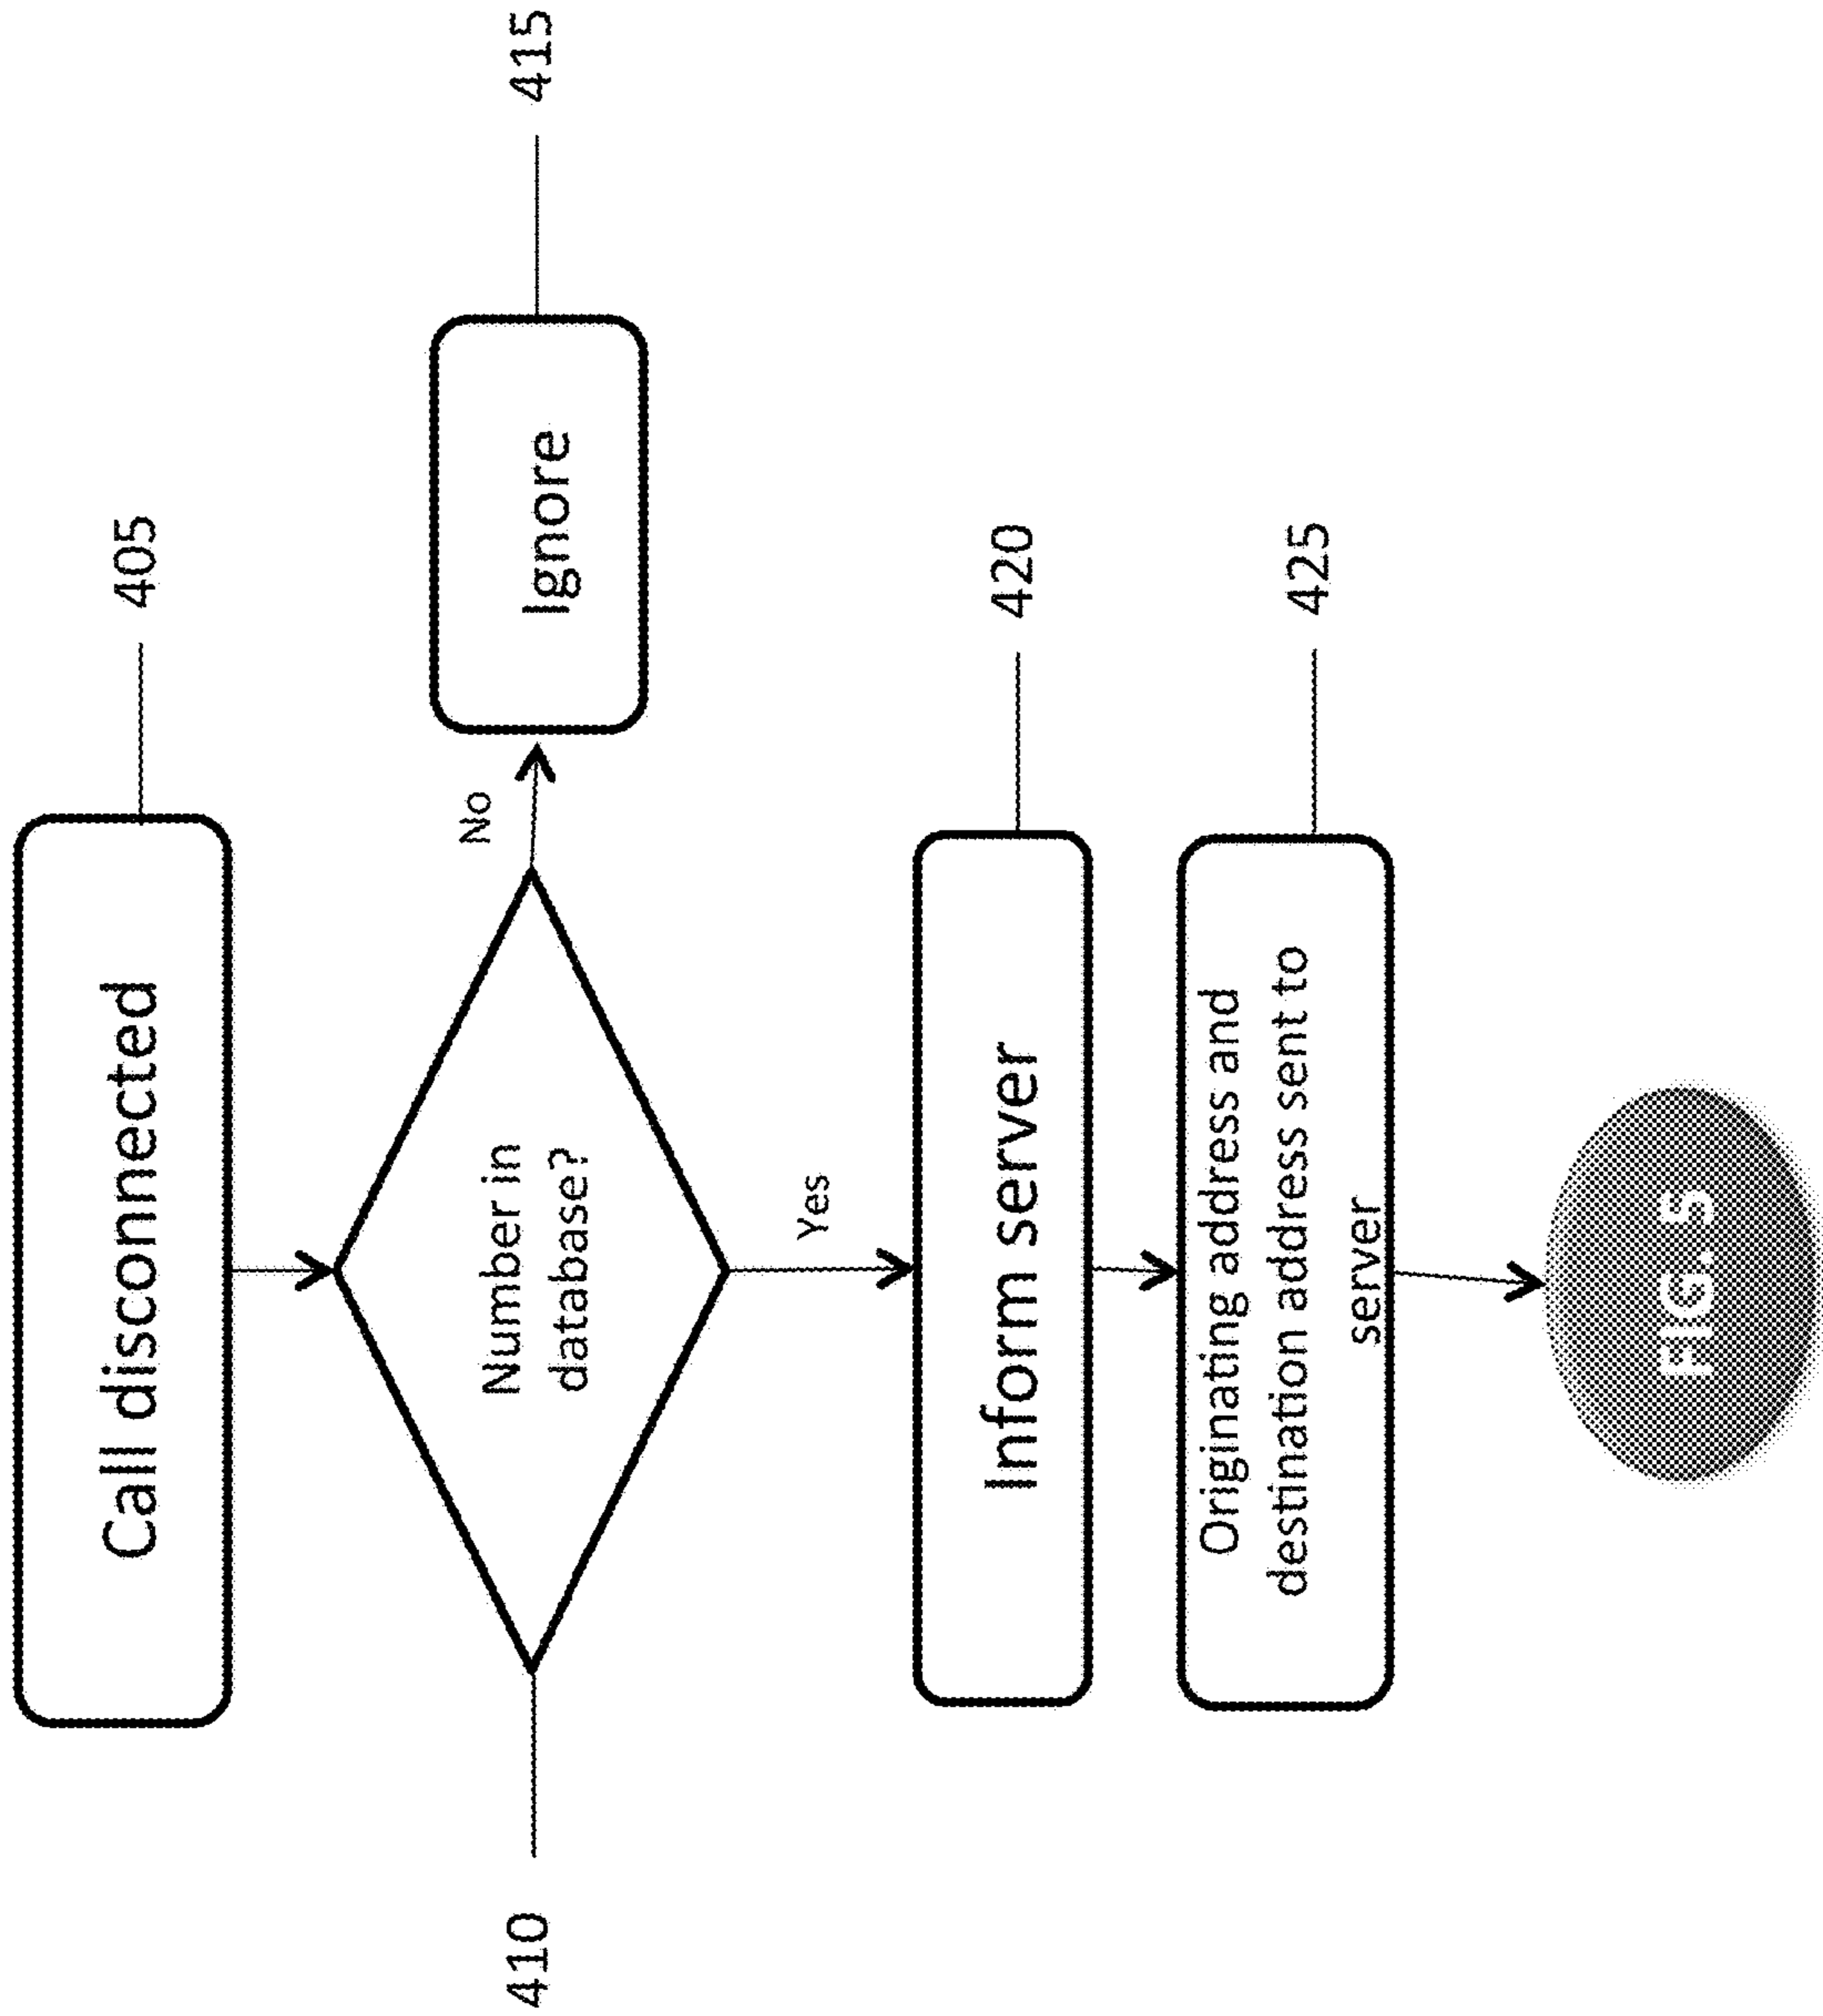 Call disconnected
405
410
Number in
database?
No
Ignore
415
Yes
Inform server
420
Originating address and
destination address sent to
server
425
FIG. 5